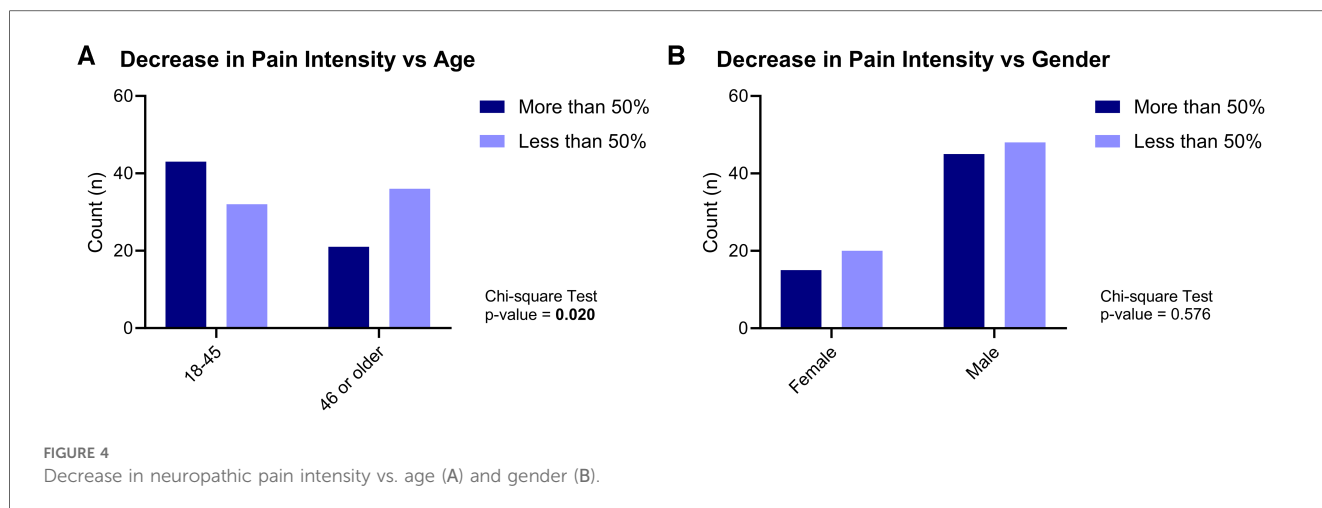 A Decrease in Pain Intensity vs Age
60
40
20
0
Count (n)
18-45
46 or older
More than 50%
Less than 50%
Chi-square Test
p-value = 0.020
B Decrease in Pain Intensity vs Gender
60
40
20
0
Count (n)
Female
Male
More than 50%
Less than 50%
Chi-square Test
p-value = 0.576
FIGURE 4
Decrease in neuropathic pain intensity vs. age (A) and gender (B).